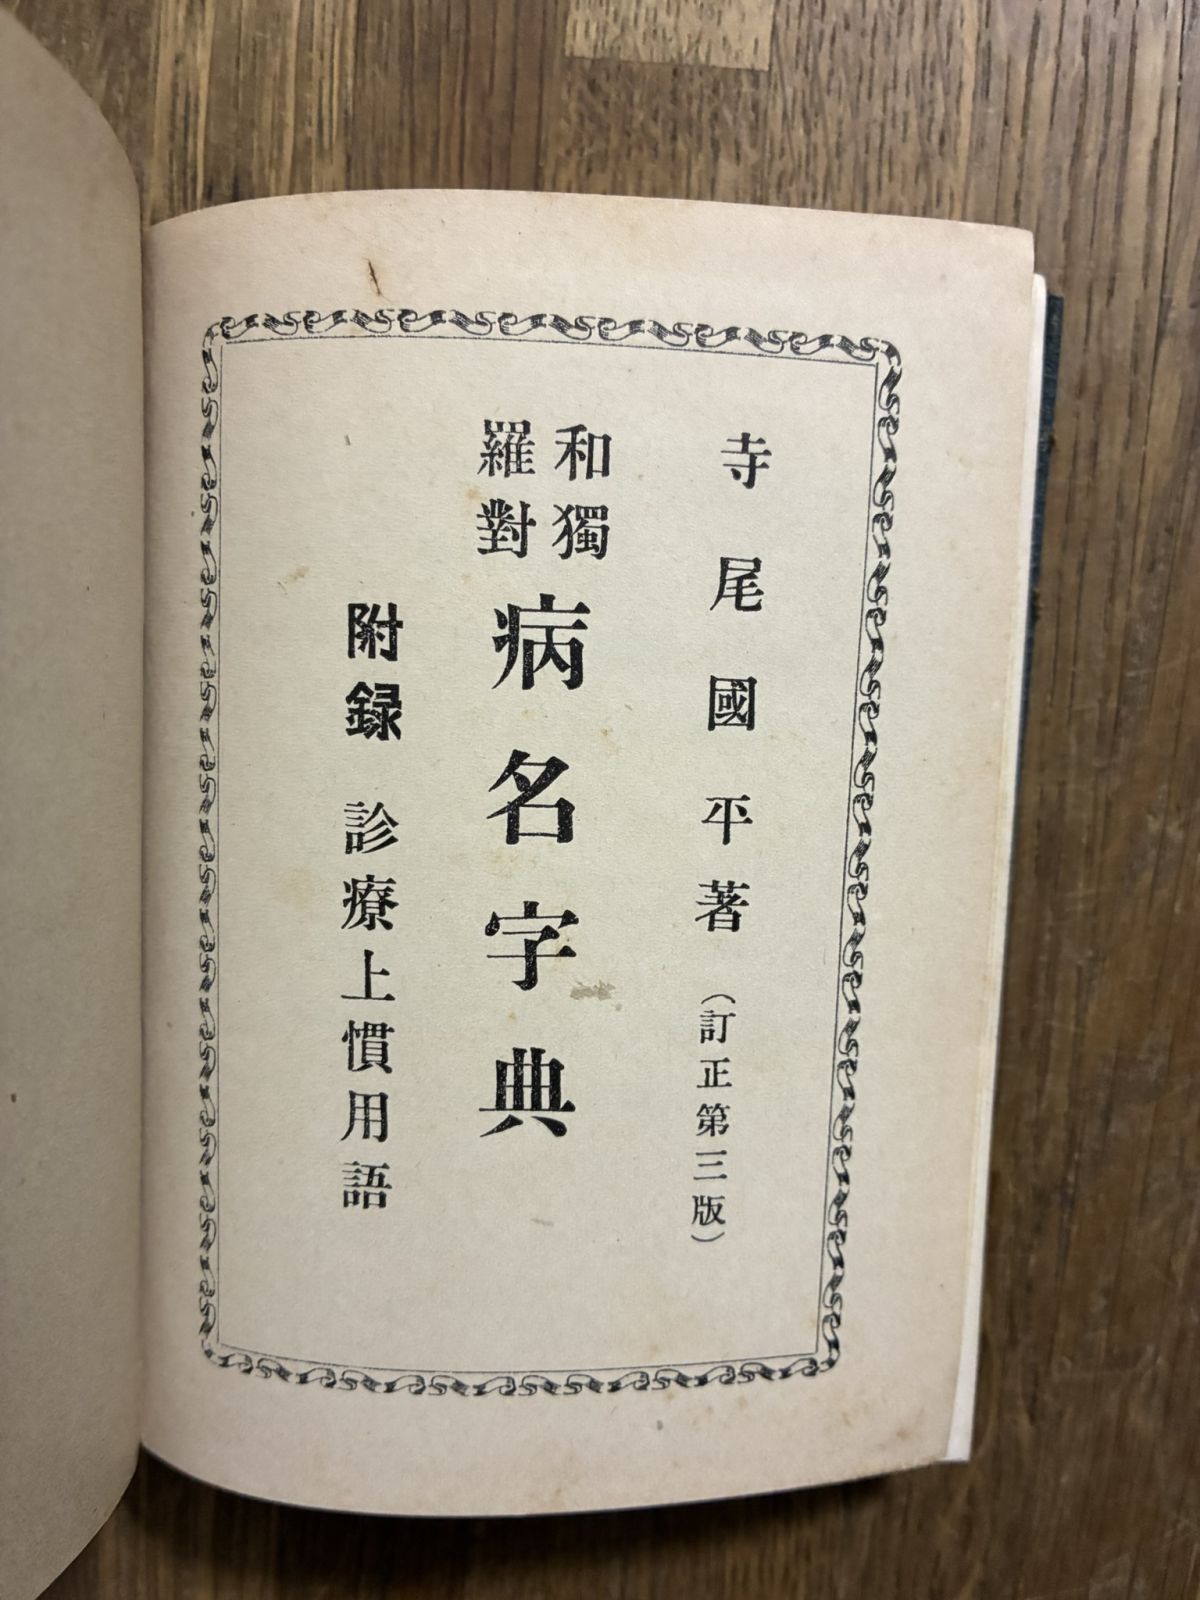 寺尾國平著（訂正第三版）
和獨
羅對
病名字典
附録 診療上慣用語